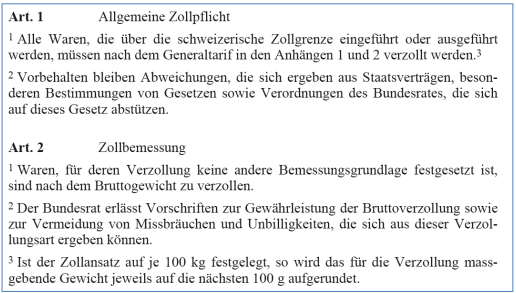 Art. 1 Allgemeine Zollpflicht
1 Alle Waren, die über die schweizerische Zollgrenze eingeführt oder ausgeführt
werden, müssen nach dem Generaltarif in den Anhängen 1 und 2 verzollt werden.3
2 Vorbehalten bleiben Abweichungen, die sich ergeben aus Staatsverträgen, beson-
deren Bestimmungen von Gesetzen sowie Verordnungen des Bundesrates, die sich
auf dieses Gesetz abstützen.
Art. 2 Zollbemessung
1 Waren, für deren Verzollung keine andere Bemessungsgrundlage festgesetzt ist,
sind nach dem Bruttogewicht zu verzollen.
2 Der Bundesrat erlässt Vorschriften zur Gewährleistung der Bruttoverzollung sowie
zur Vermeidung von Missbräuchen und Unbilligkeiten, die sich aus dieser Verzol-
lungsart ergeben können.
3 Ist der Zollansatz auf je 100 kg festgelegt, so wird das für die Verzollung mass-
gebende Gewicht jeweils auf die nächsten 100 g aufgerundet.